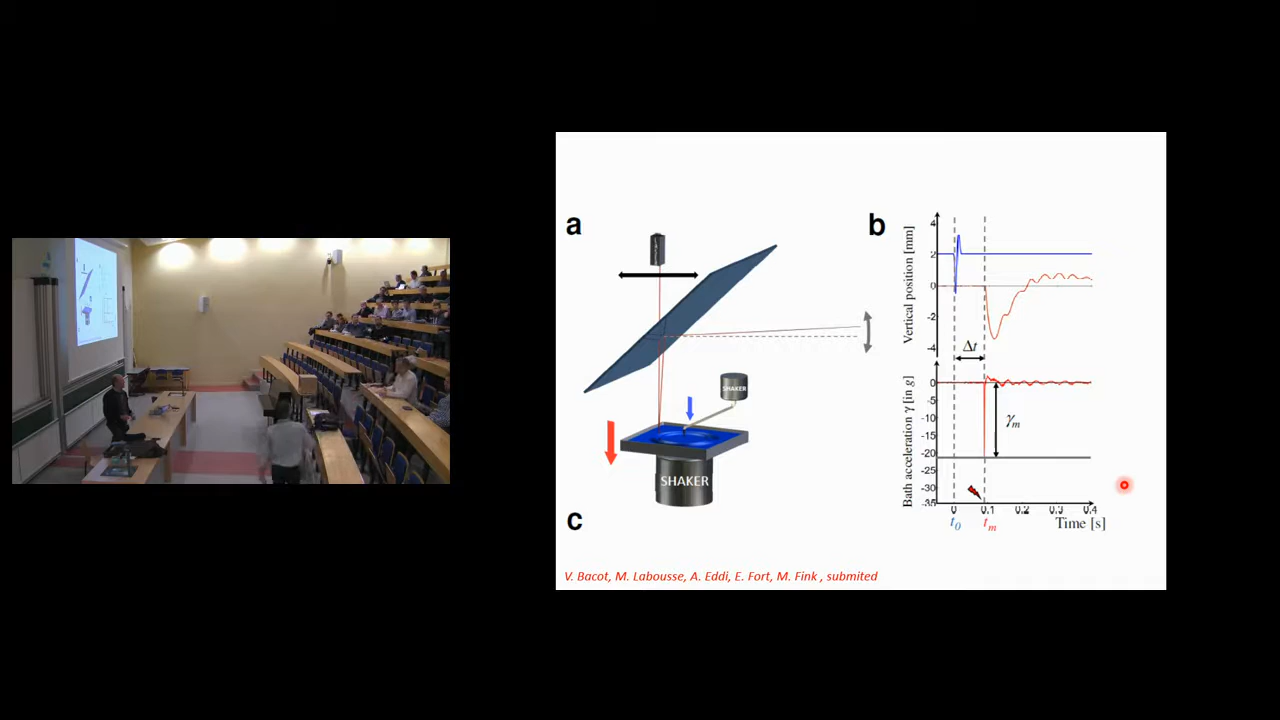 a
SHAKER
SHAKER
c
b
Vertical position [mm]
4
2
0
-2
-4
Δt
Bath acceleration γ [in g]
0
-5
-10
-15
-20
-25
-30
-35
γm
0 0.1 0.2 0.3 0.4
t0 tm Time [s]
V. Bacot, M. Labousse, A. Eddi, E. Fort, M. Fink , submited